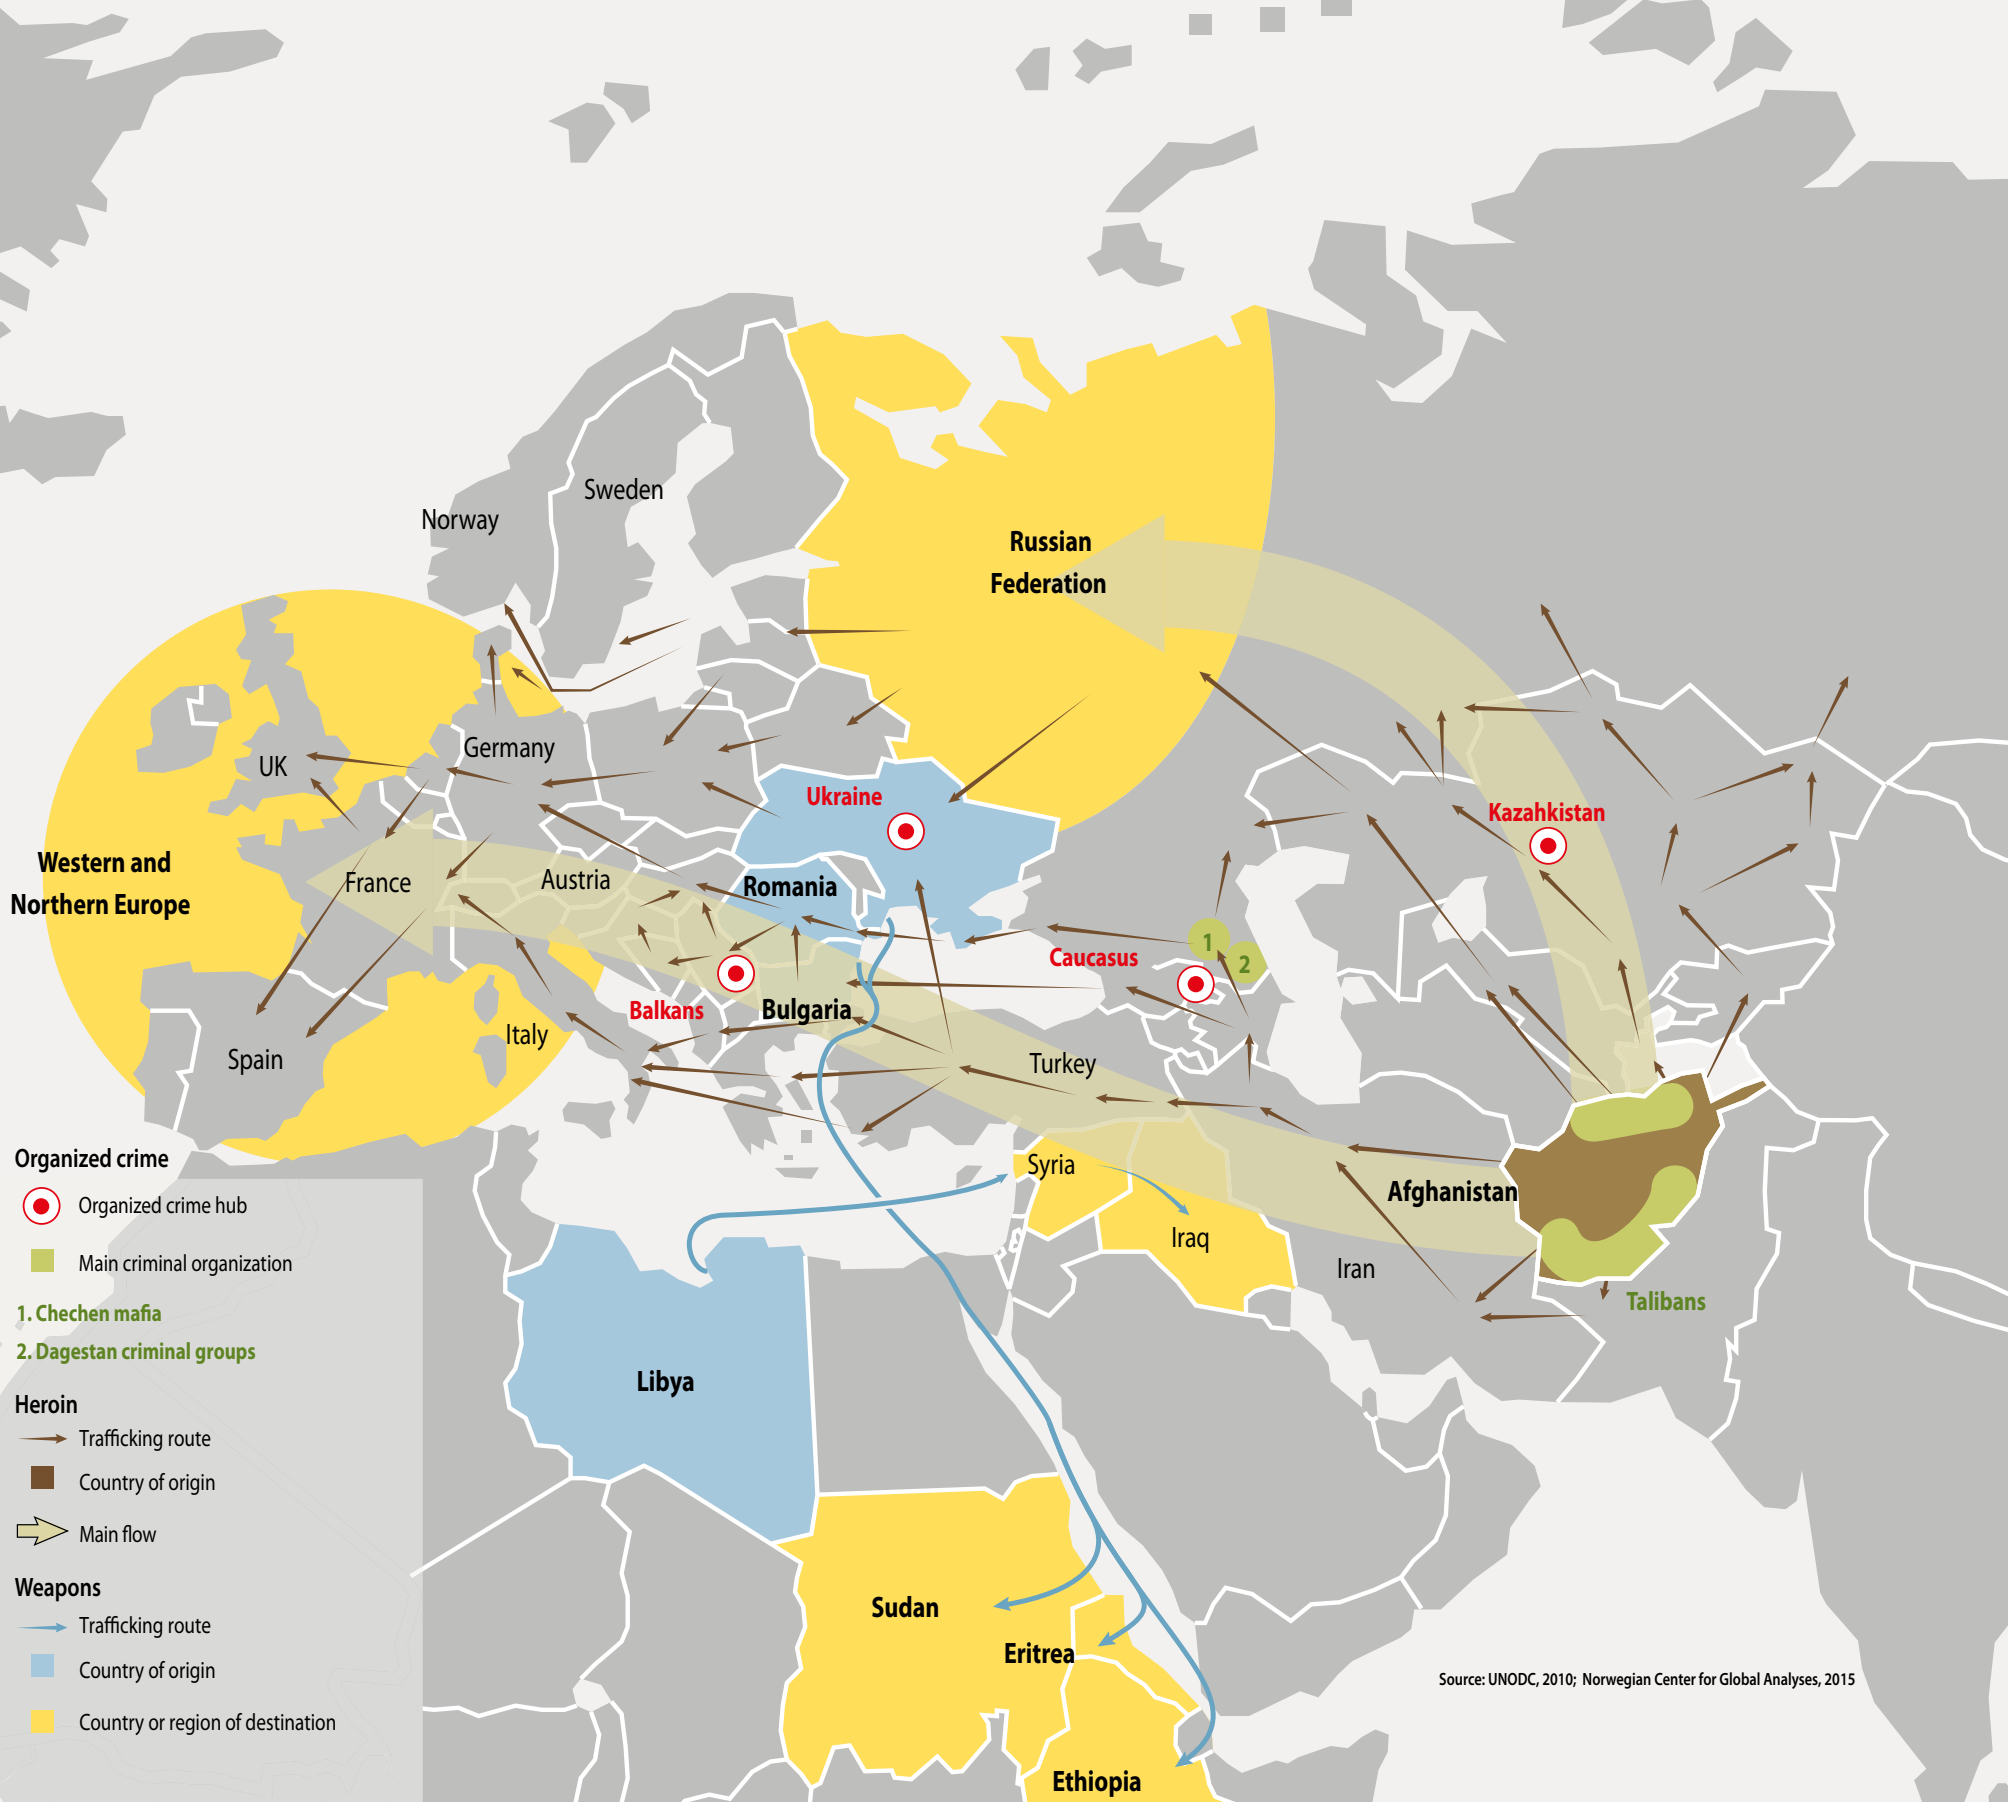 Sweden
Norway
Russian
Federation
Germany
UK
Ukraine
Kazahkistan
Western and
Northern Europe
France
Austria
Romania
1
2
Caucasus
Balkans
Bulgaria
Italy
Spain
Turkey
Syria
Afghanistan
Iraq
Iran
Talibans
Libya
Sudan
Eritrea
Ethiopia
Organized crime
Organized crime hub
Main criminal organization
1. Chechen mafia
2. Dagestan criminal groups
Heroin
Trafficking route
Country of origin
Main flow
Weapons
Trafficking route
Country of origin
Country or region of destination
Source: UNODC, 2010; Norwegian Center for Global Analyses, 2015